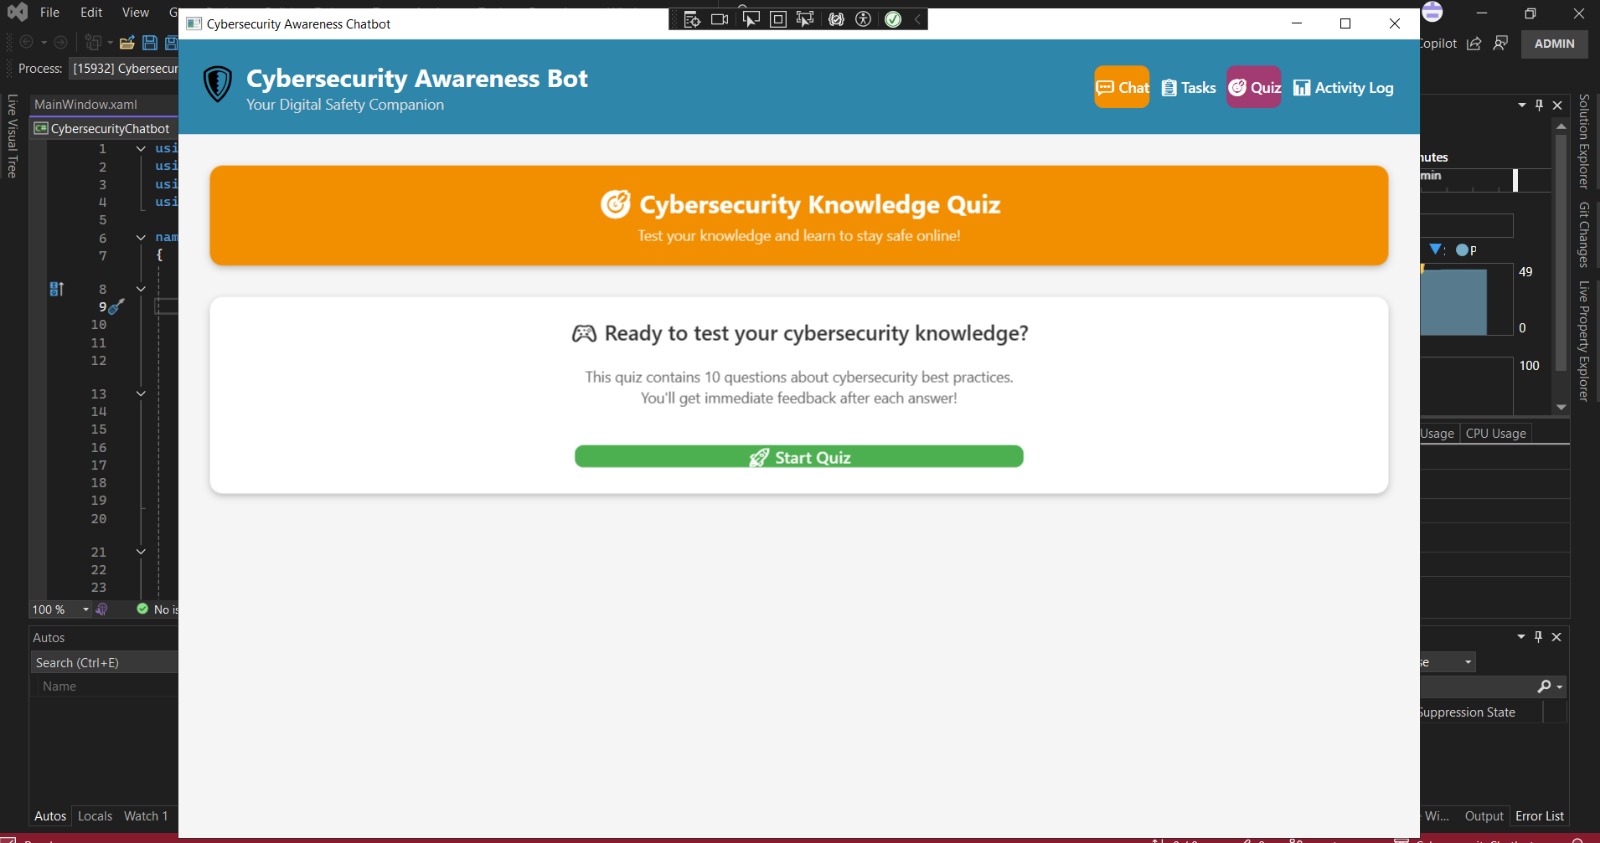 File Edit View
Cybersecurity Awareness Chatbot
Copilot
ADMIN
Process: [15932] Cybersecur
Cybersecurity Awareness Bot
Your Digital Safety Companion
Chat
Tasks
Quiz
Activity Log
Live Visual Tree
MainWindow.xaml
CybersecurityChatbot
1 usi
2 usi
3 usi
4 usi
5
6 nam
7 {
8
9
10
11
12
13
14
15
16
17
18
19
20
21
22
23
Cybersecurity Knowledge Quiz
Test your knowledge and learn to stay safe online!
Ready to test your cybersecurity knowledge?
This quiz contains 10 questions about cybersecurity best practices.
You'll get immediate feedback after each answer!
Start Quiz
nutes
min
P
49
0
100
Usage
CPU Usage
Solution Explorer
Git Changes
Live Property Explorer
100 %
No is
Autos
Search (Ctrl+E)
Name
se
Suppression State
Autos Locals Watch 1
Wi... Output Error List